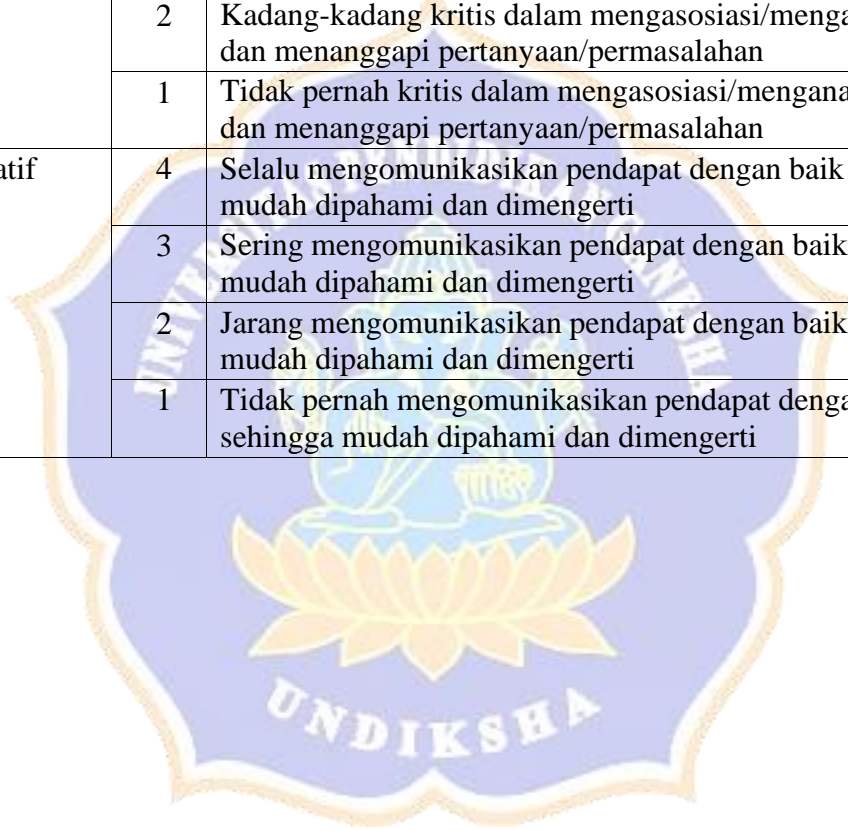 2 Kadang-kadang kritis dalam mengasosiasi/menga
dan menanggapi pertanyaan/permasalahan
1 Tidak pernah kritis dalam mengasosiasi/mengana
dan menanggapi pertanyaan/permasalahan
atif 4 Selalu mengomunikasikan pendapat dengan baik
mudah dipahami dan dimengerti
3 Sering mengomunikasikan pendapat dengan baik
mudah dipahami dan dimengerti
2 Jarang mengomunikasikan pendapat dengan baik
mudah dipahami dan dimengerti
1 Tidak pernah mengomunikasikan pendapat denga
sehingga mudah dipahami dan dimengerti
UNIVERSITAS PENDIDIKAN GANESHA
UNDIKSHA